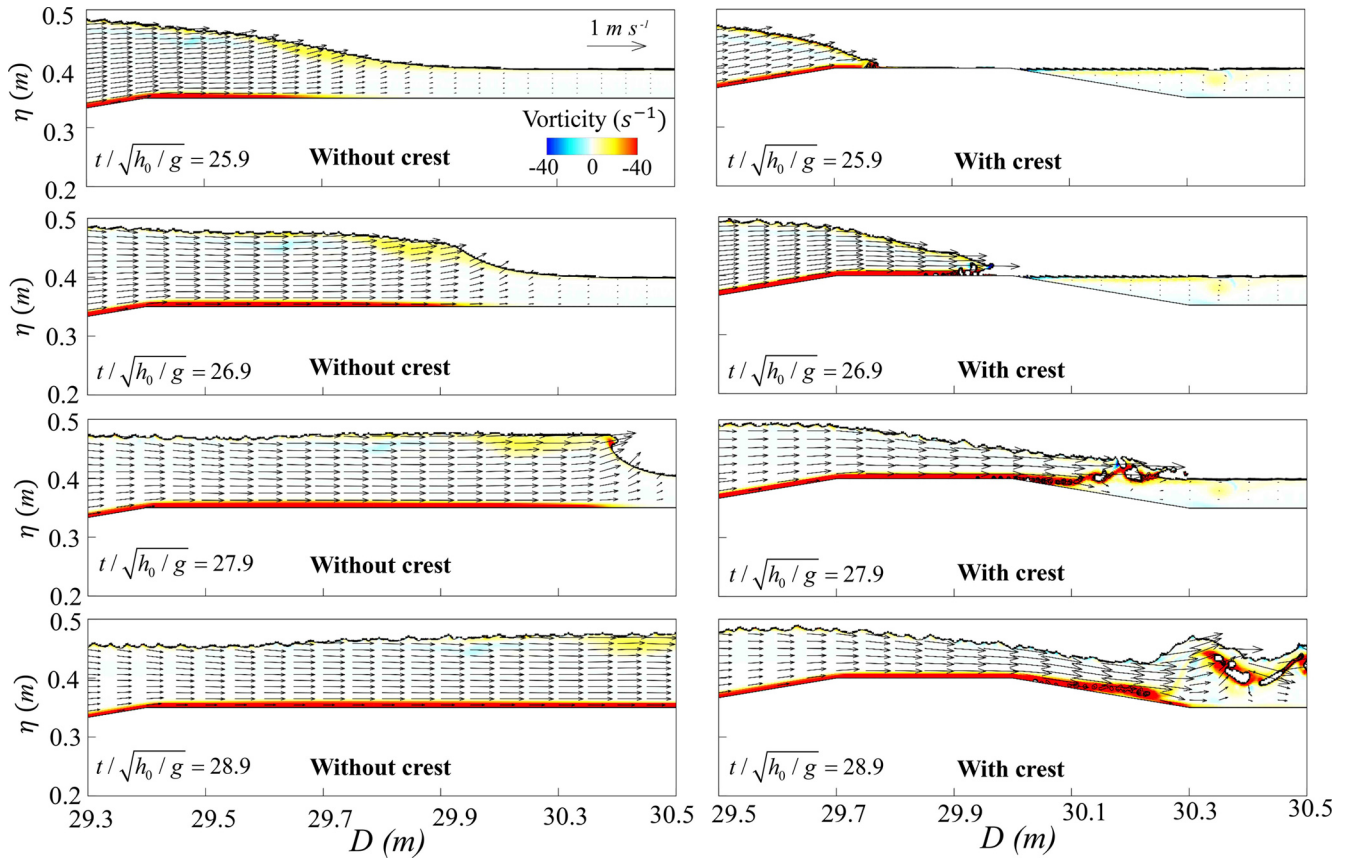 0.5
0.4
0.3
0.2
η (m)
1 m s⁻¹
Vorticity (s⁻¹)
-40 0 -40
t/√h₀/g = 25.9 Without crest
t/√h₀/g = 25.9 With crest
0.5
0.4
0.3
0.2
η (m)
t/√h₀/g = 26.9 Without crest
t/√h₀/g = 26.9 With crest
0.5
0.4
0.3
0.2
η (m)
t/√h₀/g = 27.9 Without crest
t/√h₀/g = 27.9 With crest
0.5
0.4
0.3
0.2
η (m)
t/√h₀/g = 28.9 Without crest
t/√h₀/g = 28.9 With crest
29.3 29.5 29.7 29.9 30.3 30.5
D (m)
29.5 29.7 29.9 30.1 30.3 30.5
D (m)